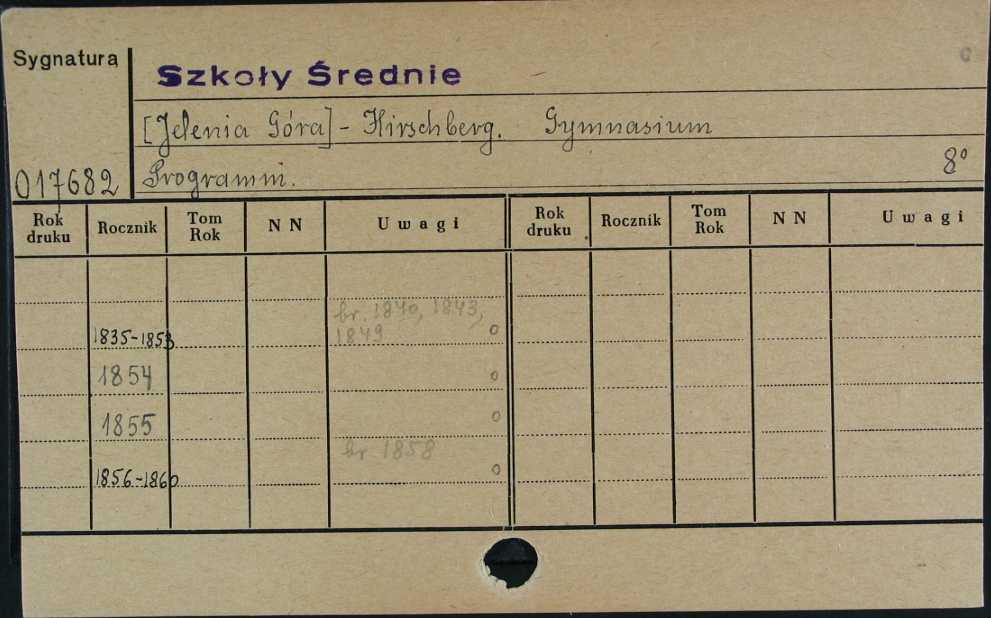 Sygnatura
c
Szkoły Średnie
[Jelenia Góra] - Hirschberg. Gymnasium
8°
017682 Programm.
Rok druku Rocznik Tom Rok N N Uwagi Rok druku Rocznik Tom Rok N N Uwagi
br. 1840, 1843,
1835-1853 1849 o
1854 o
1855 o
br 1858
1856-1860 o